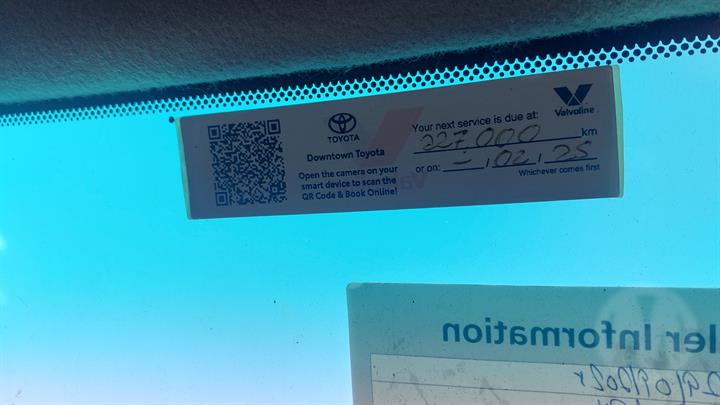 TOYOTA
Downtown Toyota
Open the camera on your
smart device to scan the
QR Code & Book Online!
Your next service is due at:
227,000 km
or on: – / 02 / 25
Whichever comes first
Valvoline
ler Information